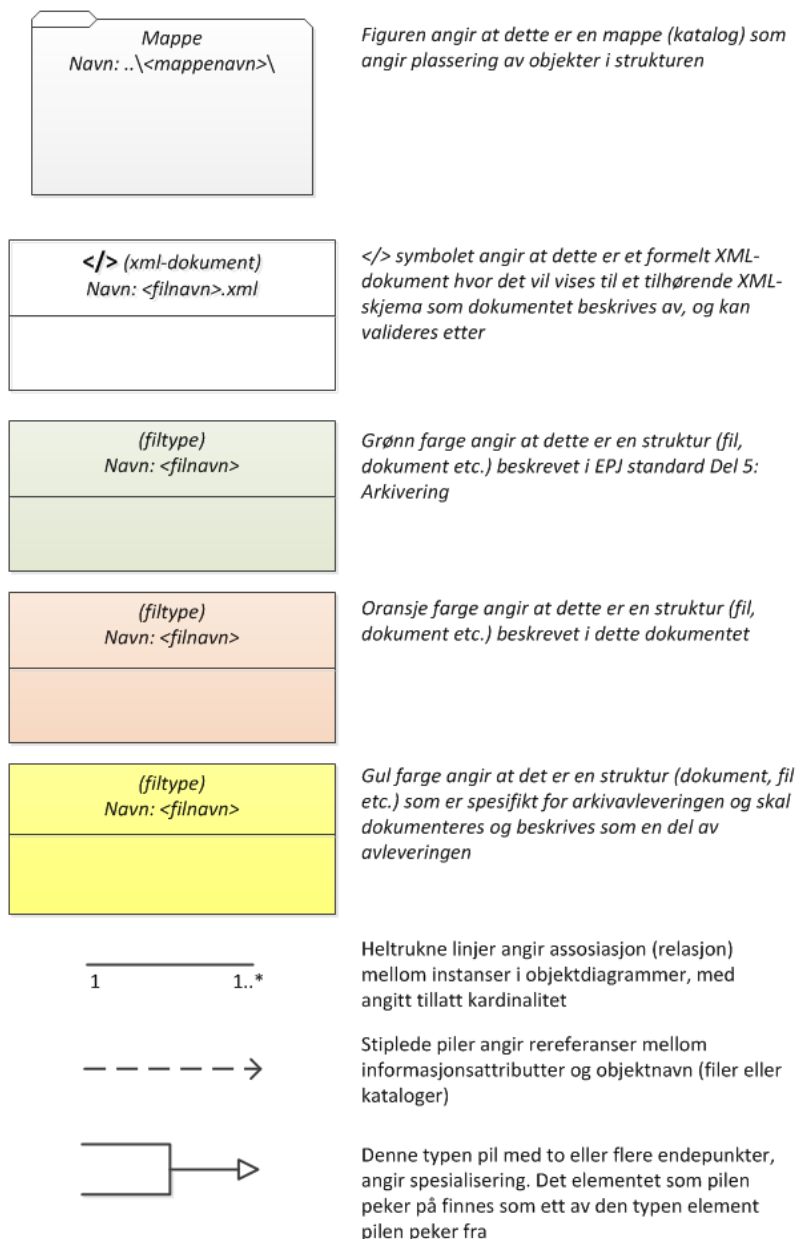 Mappe
Navn: ..\<mappenavn>\
Figuren angir at dette er en mappe (katalog) som
angir plassering av objekter i strukturen
</> (xml-dokument)
Navn: <filnavn>.xml
</> symbolet angir at dette er et formelt XML-
dokument hvor det vil vises til et tilhørende XML-
skjema som dokumentet beskrives av, og kan
valideres etter
(filtype)
Navn: <filnavn>
Grønn farge angir at dette er en struktur (fil,
dokument etc.) beskrevet i EPJ standard Del 5:
Arkivering
(filtype)
Navn: <filnavn>
Oransje farge angir at dette er en struktur (fil,
dokument etc.) beskrevet i dette dokumentet
(filtype)
Navn: <filnavn>
Gul farge angir at det er en struktur (dokument, fil
etc.) som er spesifikt for arkivavleveringen og skal
dokumenteres og beskrives som en del av
avleveringen
1 1..*
Heltrukne linjer angir assosiasjon (relasjon)
mellom instanser i objektdiagrammer, med
angitt tillatt kardinalitet
Stiplede piler angir rereferanser mellom
informasjonsattributter og objektnavn (filer eller
kataloger)
Denne typen pil med to eller flere endepunkter,
angir spesialisering. Det elementet som pilen
peker på finnes som ett av den typen element
pilen peker fra